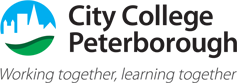 City College
Peterborough
Working together, learning together